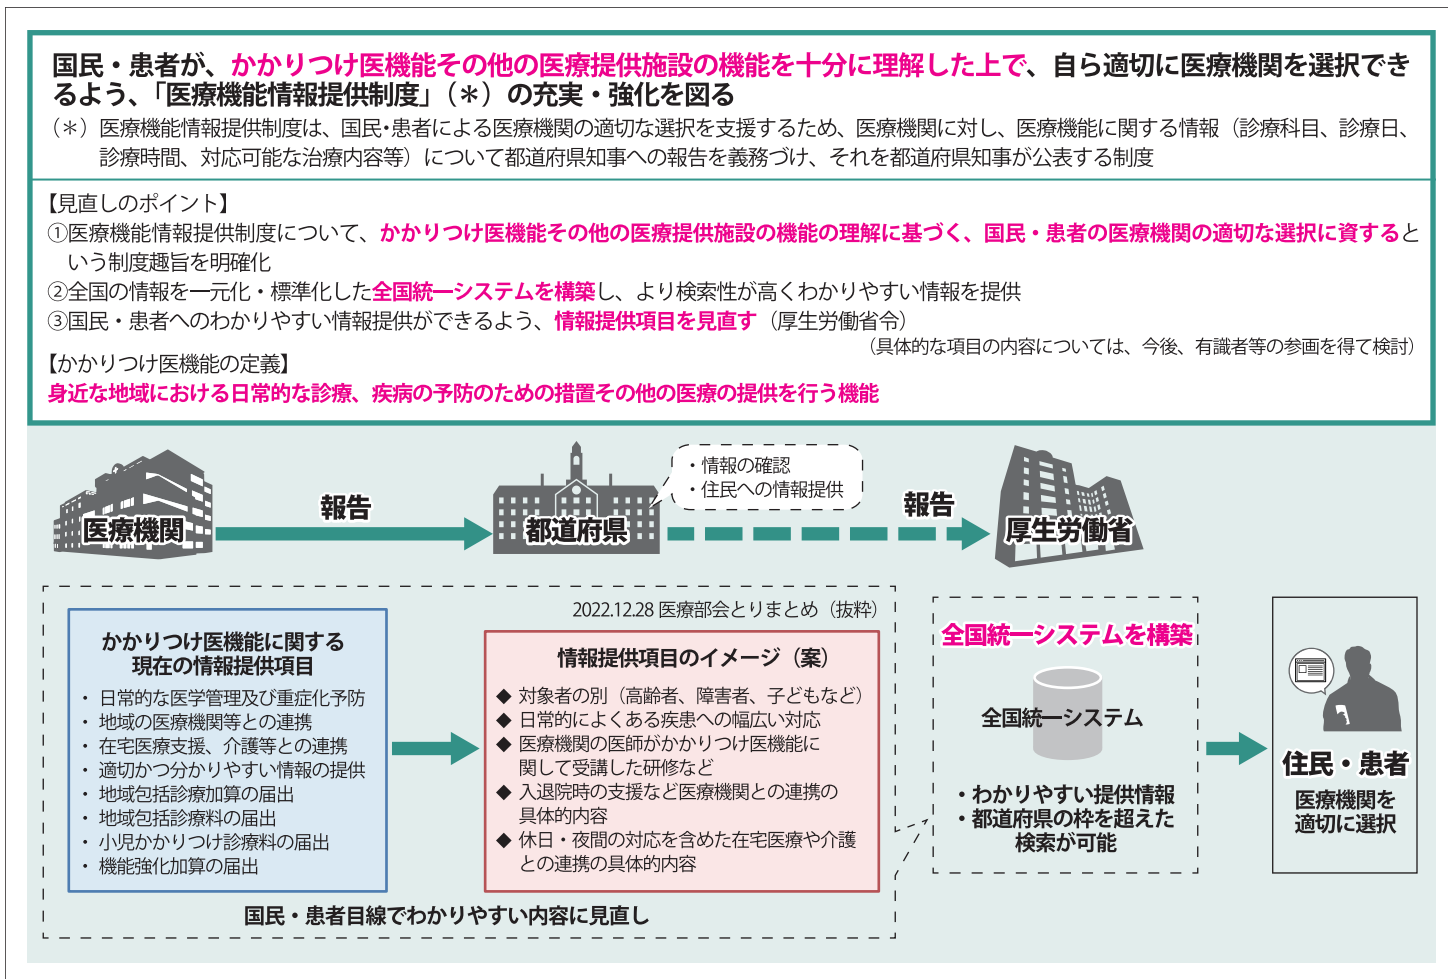 国民・患者が、かかりつけ医機能その他の医療提供施設の機能を十分に理解した上で、自ら適切に医療機関を選択でき
るよう、「医療機能情報提供制度」（＊）の充実・強化を図る
（＊）医療機能情報提供制度は、国民・患者による医療機関の適切な選択を支援するため、医療機関に対し、医療機能に関する情報（診療科目、診療日、
診療時間、対応可能な治療内容等）について都道府県知事への報告を義務づけ、それを都道府県知事が公表する制度
【見直しのポイント】
①医療機能情報提供制度について、かかりつけ医機能その他の医療提供施設の機能の理解に基づく、国民・患者の医療機関の適切な選択に資すると
いう制度趣旨を明確化
②全国の情報を一元化・標準化した全国統一システムを構築し、より検索性が高くわかりやすい情報を提供
③国民・患者へのわかりやすい情報提供ができるよう、情報提供項目を見直す（厚生労働省令）
（具体的な項目の内容については、今後、有識者等の参画を得て検討）
【かかりつけ医機能の定義】
身近な地域における日常的な診療、疾病の予防のための措置その他の医療の提供を行う機能
・情報の確認
・住民への情報提供
報告
報告
医療機関
都道府県
厚生労働省
2022.12.28 医療部会とりまとめ（抜粋）
かかりつけ医機能に関する
現在の情報提供項目
・ 日常的な医学管理及び重症化予防
・ 地域の医療機関等との連携
・ 在宅医療支援、介護等との連携
・ 適切かつ分かりやすい情報の提供
・ 地域包括診療加算の届出
・ 地域包括診療料の届出
・ 小児かかりつけ診療料の届出
・ 機能強化加算の届出
情報提供項目のイメージ（案）
◆ 対象者の別（高齢者、障害者、子どもなど）
◆ 日常的によくある疾患への幅広い対応
◆ 医療機関の医師がかかりつけ医機能に
関して受講した研修など
◆ 入退院時の支援など医療機関との連携の
具体的内容
◆ 休日・夜間の対応を含めた在宅医療や介護
との連携の具体的内容
国民・患者目線でわかりやすい内容に見直し
全国統一システムを構築
全国統一システム
・わかりやすい提供情報
・都道府県の枠を超えた
検索が可能
住民・患者
医療機関を
適切に選択